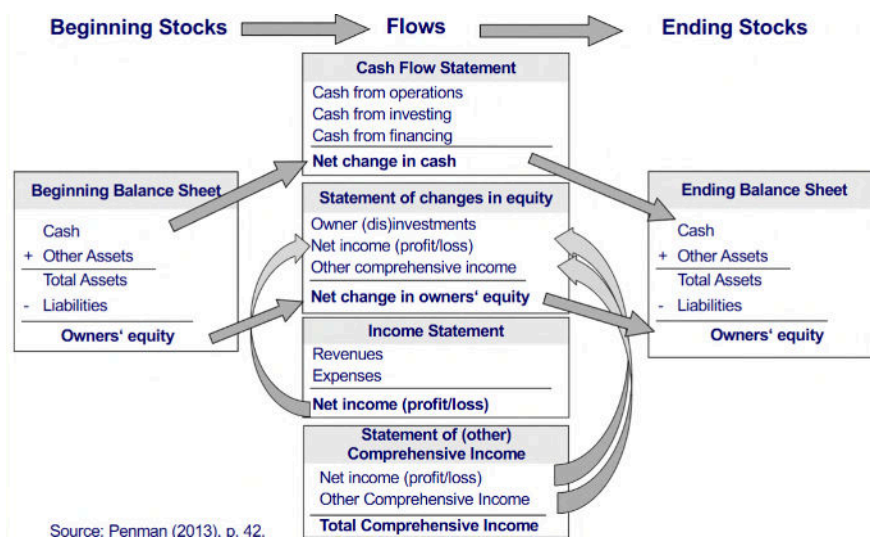 Beginning Stocks Flows Ending Stocks
Cash Flow Statement
Cash from operations
Cash from investing
Cash from financing
Net change in cash
Beginning Balance Sheet
Cash
+ Other Assets
Total Assets
- Liabilities
Owners‘ equity
Statement of changes in equity
Owner (dis)investments
Net income (profit/loss)
Other comprehensive income
Net change in owners‘ equity
Income Statement
Revenues
Expenses
Net income (profit/loss)
Statement of (other)
Comprehensive Income
Net income (profit/loss)
Other Comprehensive Income
Total Comprehensive Income
Ending Balance Sheet
Cash
+ Other Assets
Total Assets
- Liabilities
Owners‘ equity
Source: Penman (2013), p. 42.